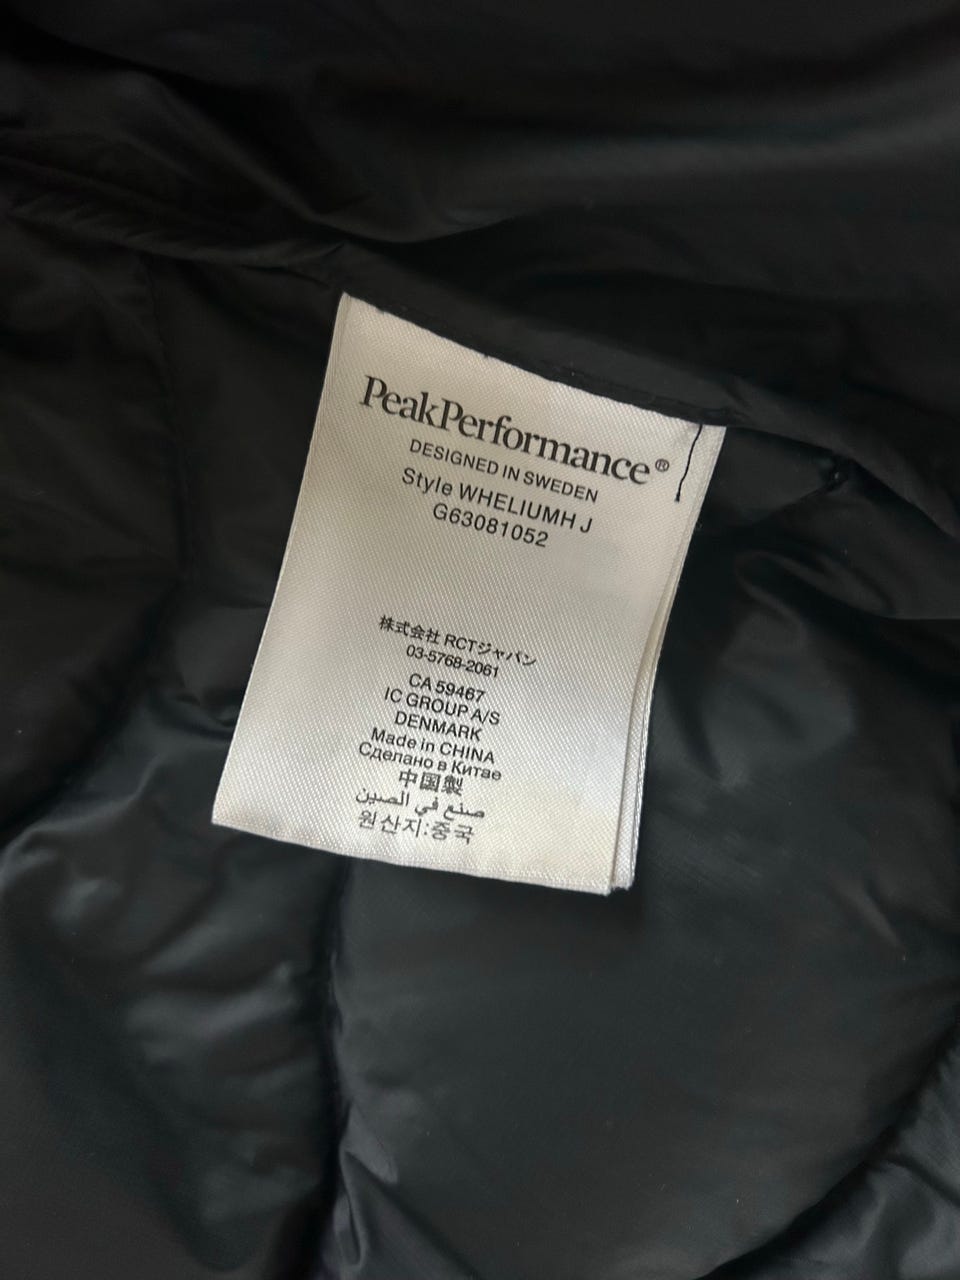 PeakPerformance®
DESIGNED IN SWEDEN
Style WHELIUMH J
G63081052
株式会社 RCTジャパン
03-5768-2061
CA 59467
IC GROUP A/S
DENMARK
Made in CHINA
Сделано в Китае
中国製
صنع في الصين
원산지:중국